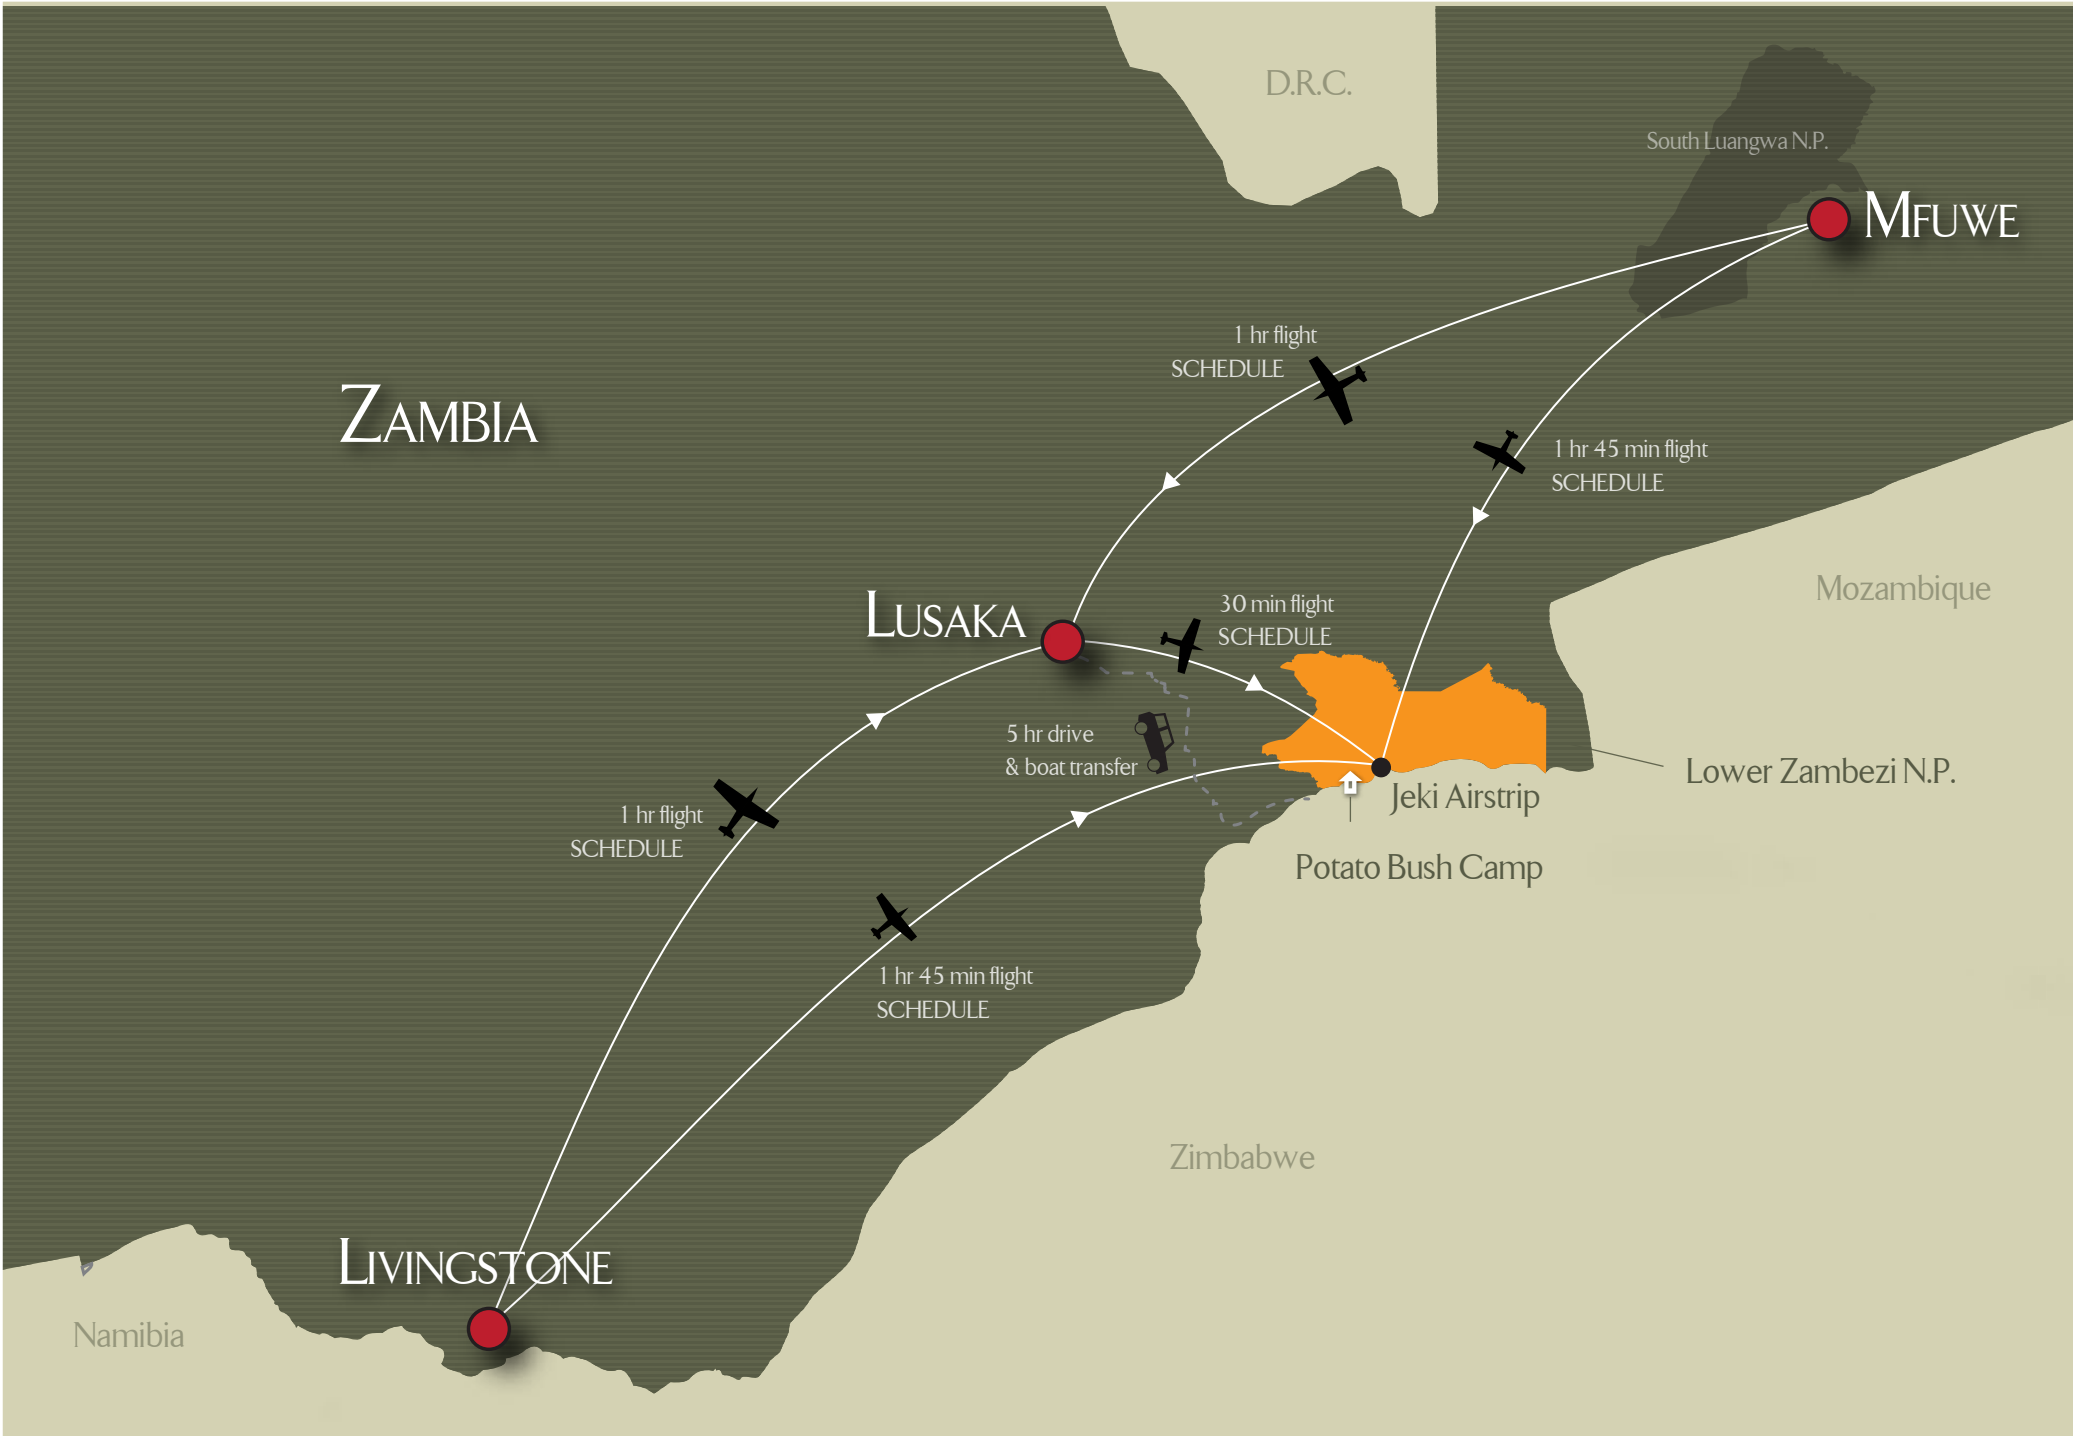 D.R.C.
South Luangwa N.P.
MFUWE
1 hr flight
SCHEDULE
ZAMBIA
1 hr 45 min flight
SCHEDULE
Mozambique
LUSAKA
30 min flight
SCHEDULE
5 hr drive
& boat transfer
Lower Zambezi N.P.
Jeki Airstrip
1 hr flight
SCHEDULE
Potato Bush Camp
1 hr 45 min flight
SCHEDULE
Zimbabwe
LIVINGSTONE
Namibia